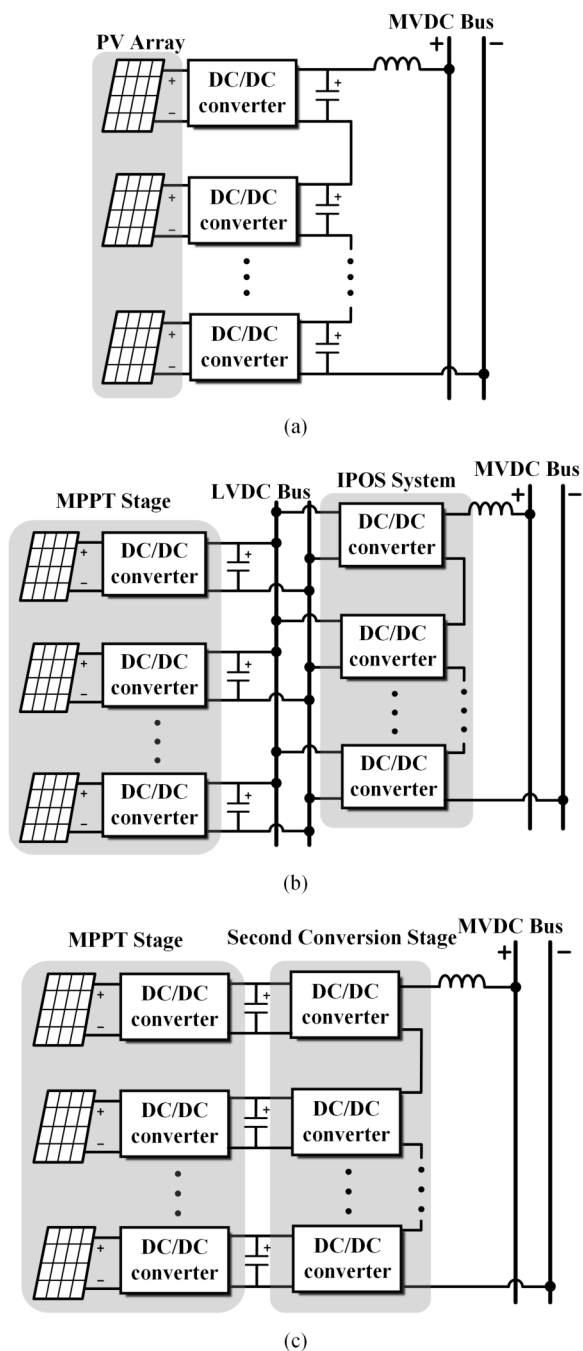 PV Array
MVDC Bus
+ −
+
DC/DC
converter
+
−
+
DC/DC
converter
+
−
+
DC/DC
converter
+
−
(a)
IPOS System
MVDC Bus
MPPT Stage
LVDC Bus
+ −
DC/DC
converter
+
DC/DC
converter
+
−
DC/DC
converter
+
DC/DC
converter
+
−
DC/DC
converter
+
DC/DC
converter
+
−
(b)
MVDC Bus
MPPT Stage
Second Conversion Stage
+ −
+
DC/DC
converter
+
DC/DC
converter
−
+
DC/DC
converter
+
DC/DC
converter
−
+
DC/DC
converter
+
DC/DC
converter
−
(c)